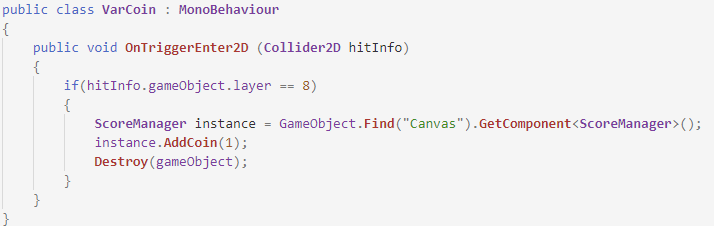 public class VarCoin : MonoBehaviour
{
    public void OnTriggerEnter2D (Collider2D hitInfo)
    {
        if(hitInfo.gameObject.layer == 8)
        {
            ScoreManager instance = GameObject.Find("Canvas").GetComponent<ScoreManager>();
            instance.AddCoin(1);
            Destroy(gameObject);
        }
    }
}